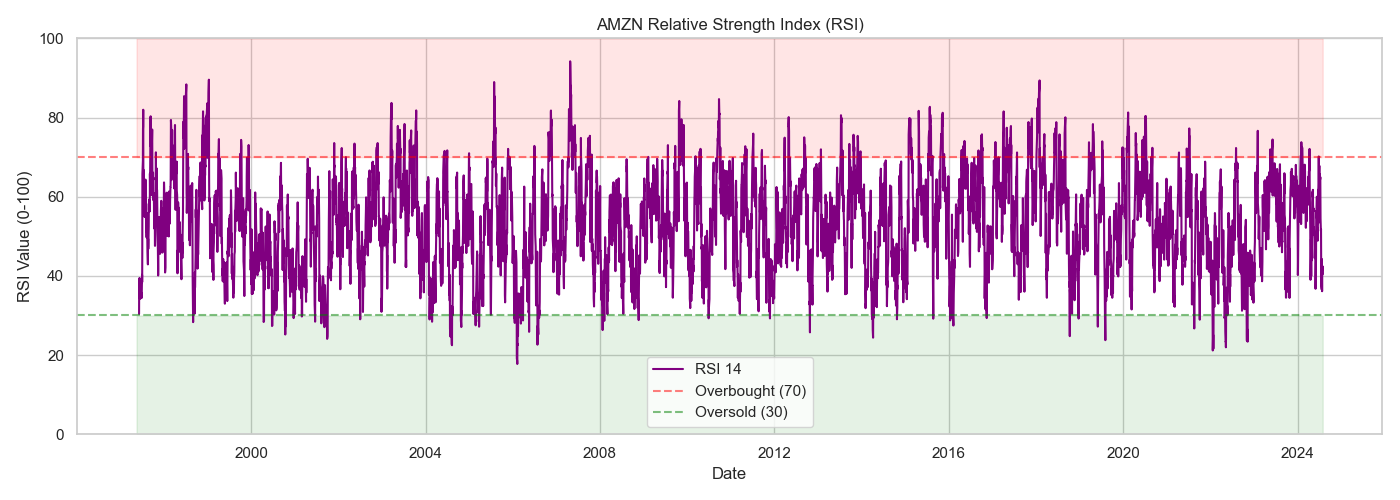 AMZN Relative Strength Index (RSI)
RSI Value (0-100)
100
80
60
40
20
0
RSI 14
Overbought (70)
Oversold (30)
2000 2004 2008 2012 2016 2020 2024
Date